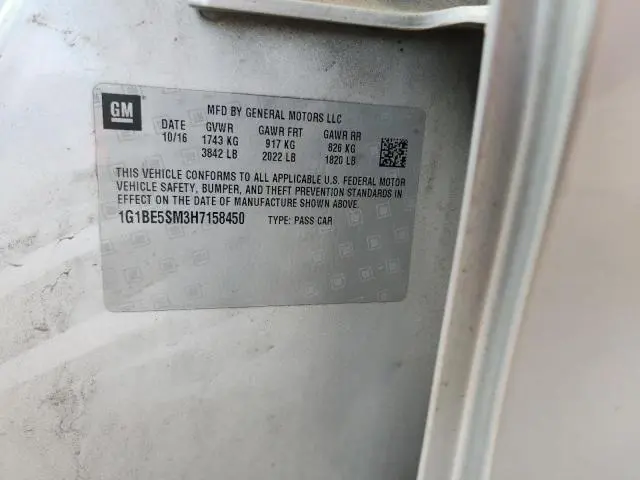 GM
MFD BY GENERAL MOTORS LLC
DATE GVWR GAWR FRT GAWR RR
10/16 1743 KG 917 KG 826 KG
3842 LB 2022 LB 1820 LB
THIS VEHICLE CONFORMS TO ALL APPLICABLE U.S. FEDERAL MOTOR
VEHICLE SAFETY, BUMPER, AND THEFT PREVENTION STANDARDS IN
EFFECT ON THE DATE OF MANUFACTURE SHOWN ABOVE.
1G1BE5SM3H7158450 TYPE: PASS CAR